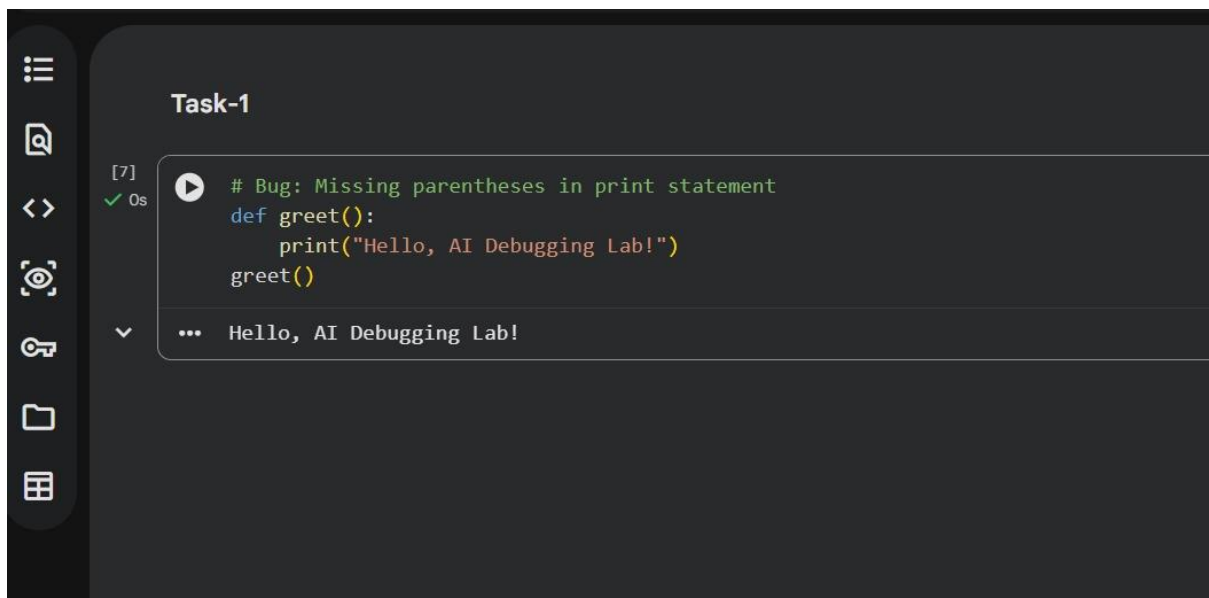 Task-1
[7]
0s
# Bug: Missing parentheses in print statement
def greet():
    print("Hello, AI Debugging Lab!")
greet()
Hello, AI Debugging Lab!